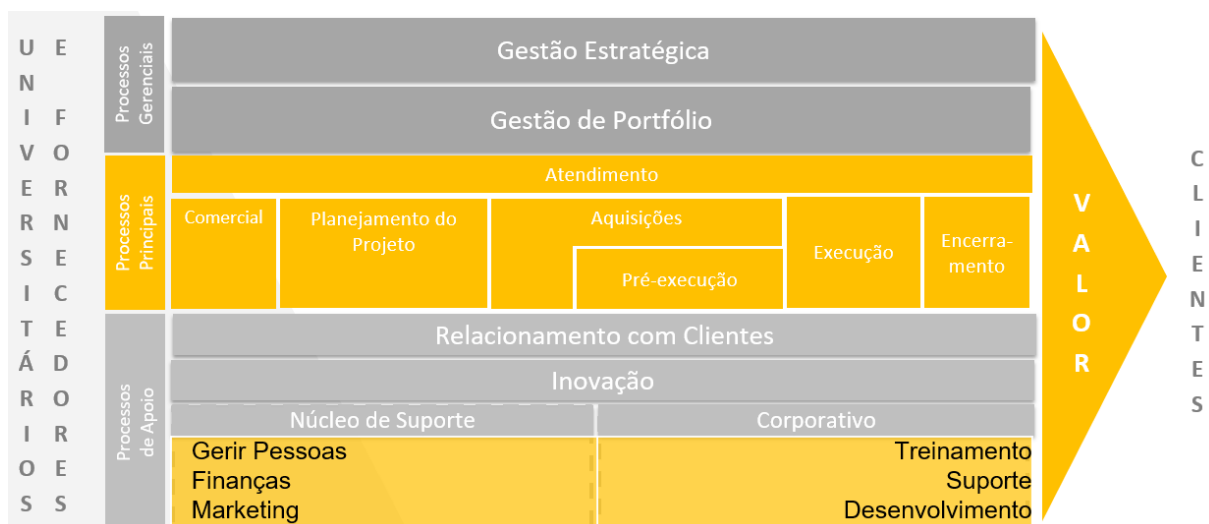 UNIVERSITÁRIOS
E FORNECEDORES
Processos
Gerenciais
Gestão Estratégica
Gestão de Portfólio
Processos
Principais
Atendimento
Comercial
Planejamento do
Projeto
Aquisições
Pré-execução
Execução
Encerra-
mento
Processos
de Apoio
Relacionamento com Clientes
Inovação
Núcleo de Suporte
Corporativo
Gerir Pessoas
Finanças
Marketing
Treinamento
Suporte
Desenvolvimento
VALOR
CLIENTES